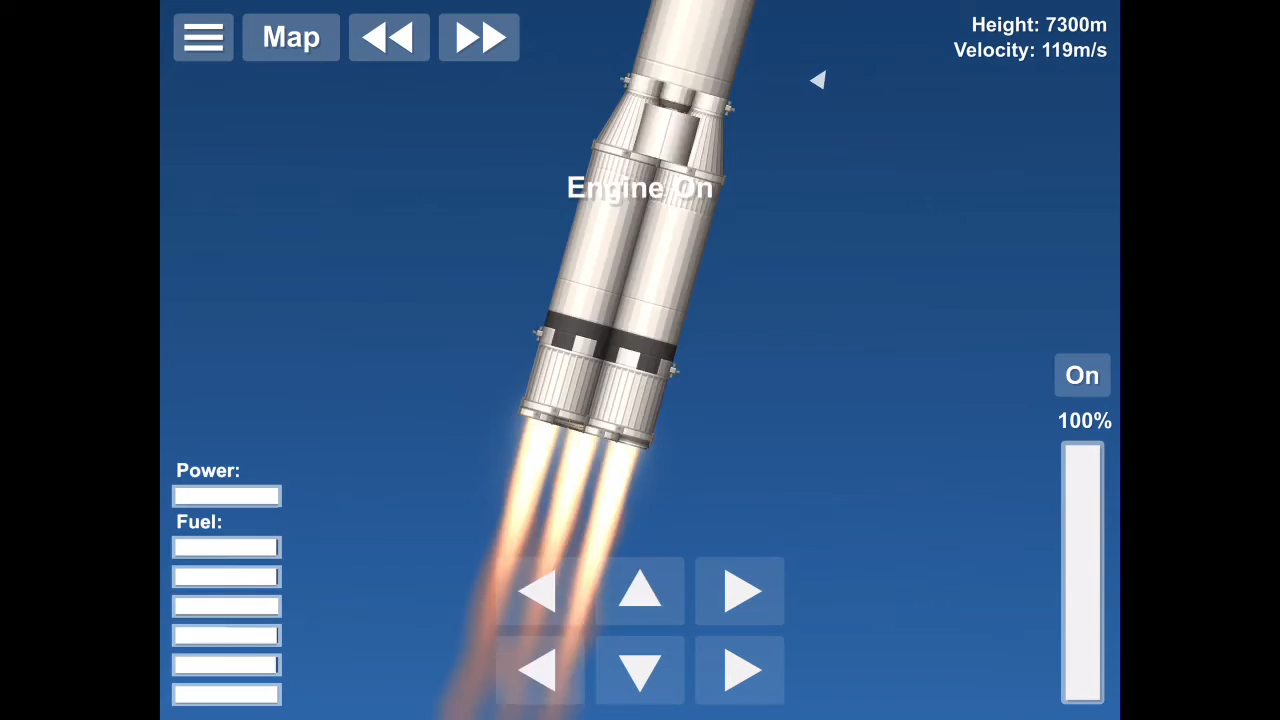 Map
Height: 7300m
Velocity: 119m/s
Engine On
On
100%
Power:
Fuel: